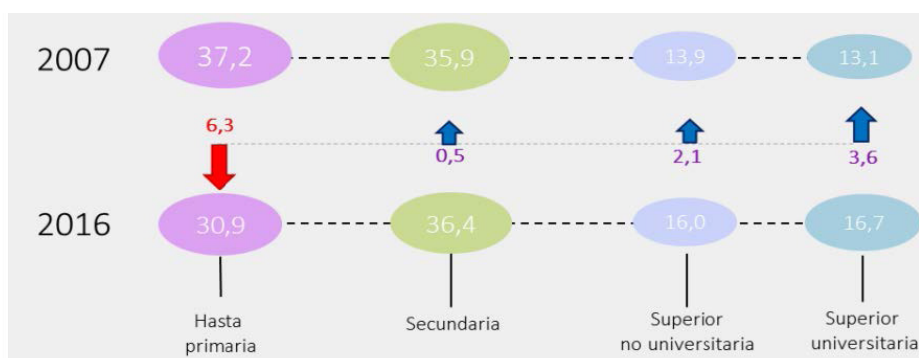 2007 37,2 35,9 13,9 13,1
6,3
0,5 2,1 3,6
2016 30,9 36,4 16,0 16,7
Hasta
primaria
Secundaria
Superior
no universitaria
Superior
universitaria